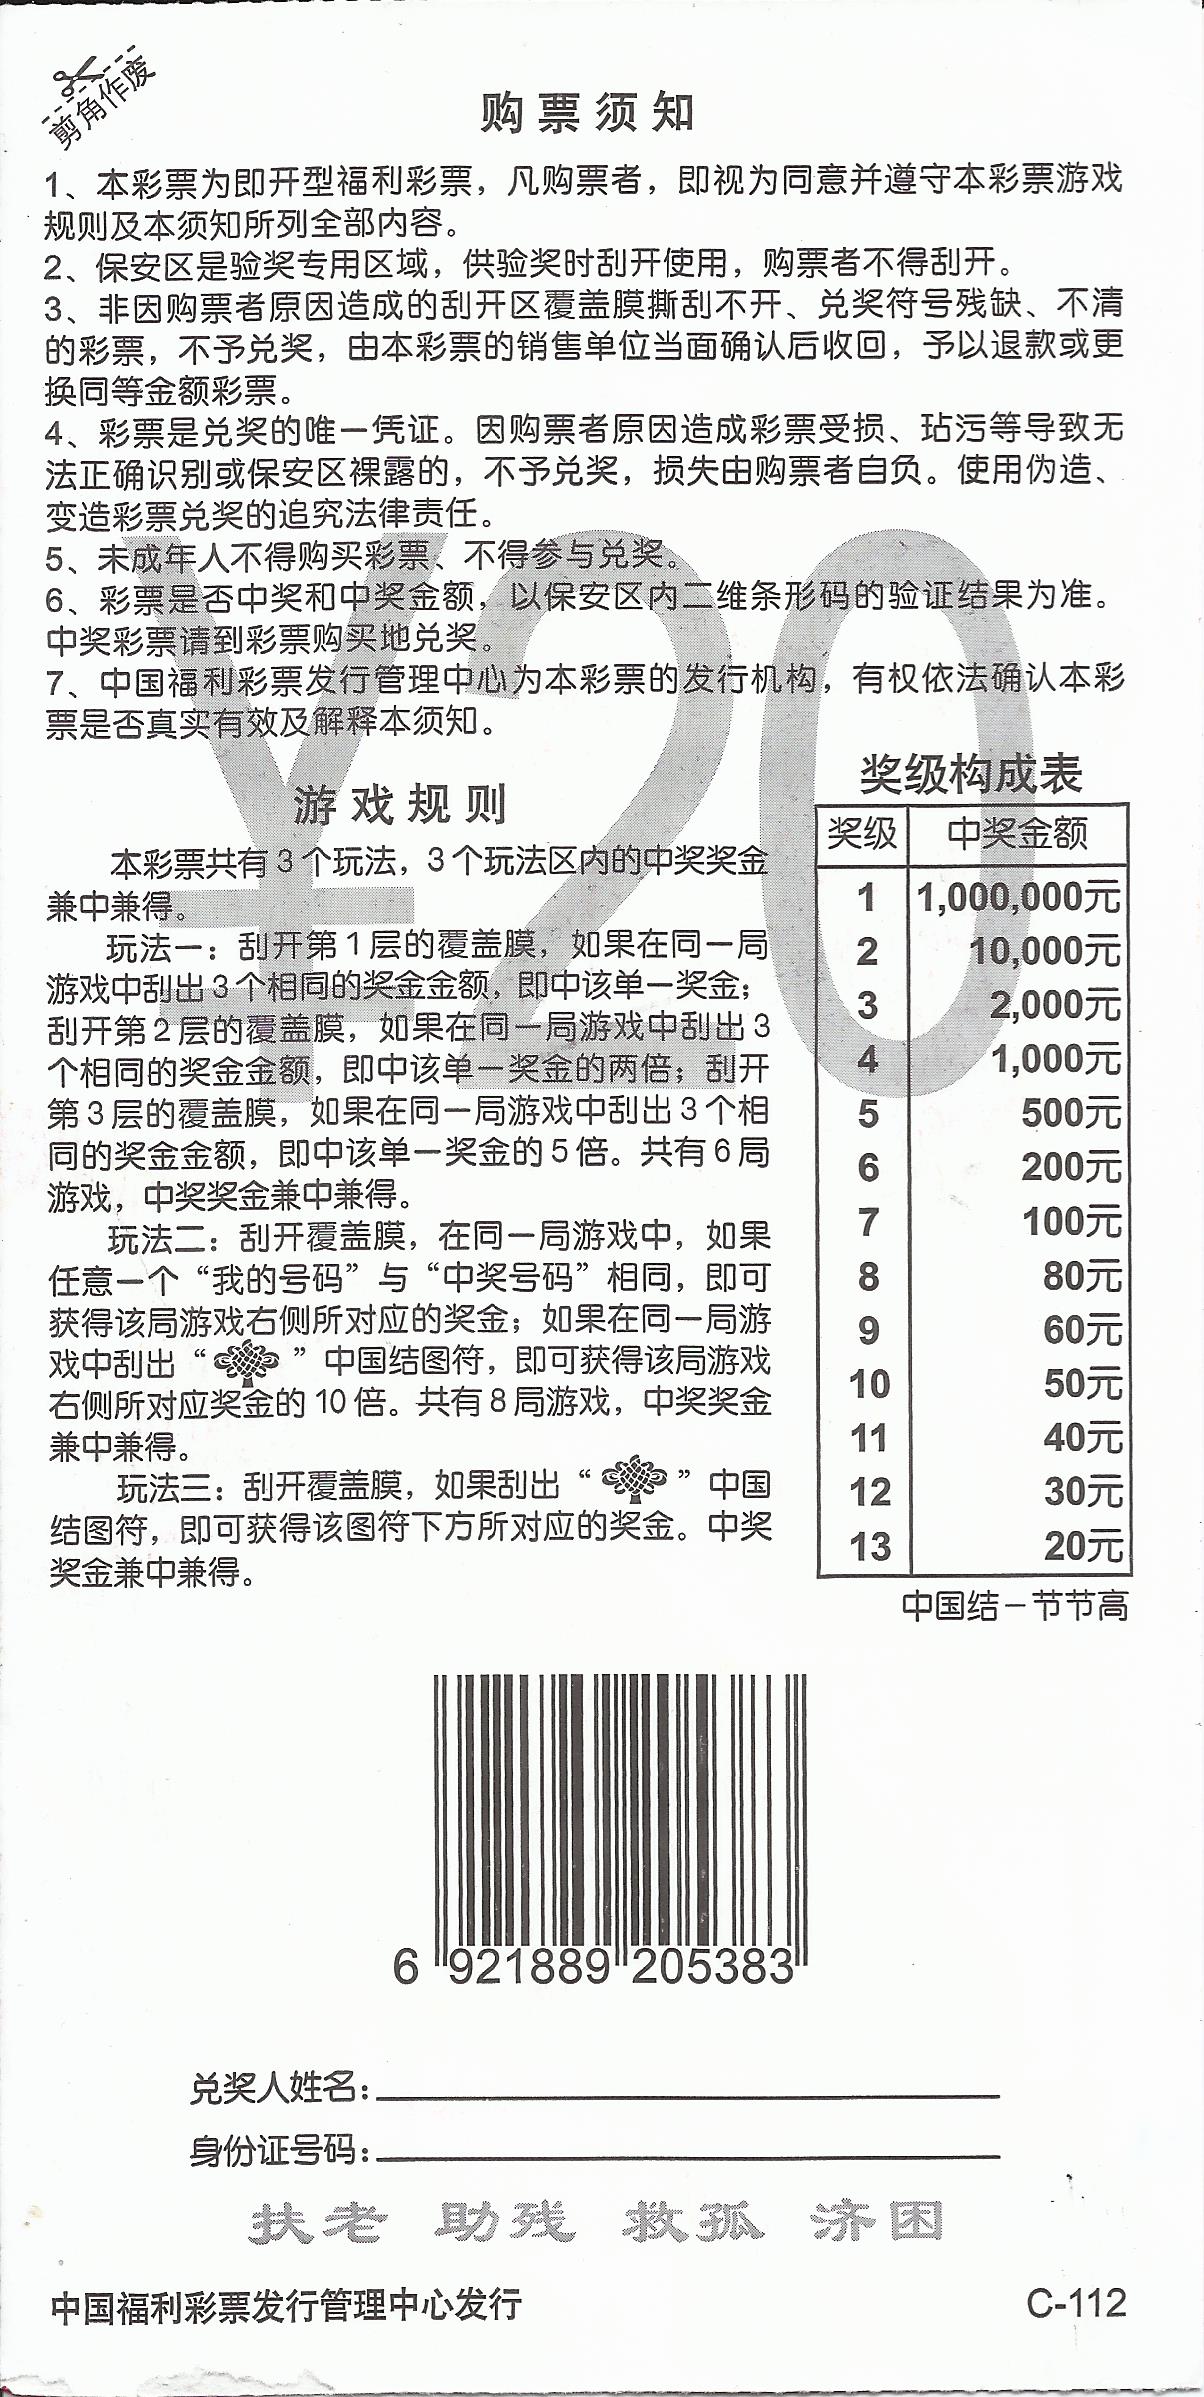 剪角作废
购票须知
1、本彩票为即开型福利彩票，凡购票者，即视为同意并遵守本彩票游戏
规则及本须知所列全部内容。
2、保安区是验奖专用区域，供验奖时刮开使用，购票者不得刮开。
3、非因购票者原因造成的刮开区覆盖膜撕刮不开、兑奖符号残缺、不清
的彩票，不予兑奖，由本彩票的销售单位当面确认后收回，予以退款或更
换同等金额彩票。
4、彩票是兑奖的唯一凭证。因购票者原因造成彩票受损、玷污等导致无
法正确识别或保安区裸露的，不予兑奖，损失由购票者自负。使用伪造、
变造彩票兑奖的追究法律责任。
5、未成年人不得购买彩票、不得参与兑奖。
6、彩票是否中奖和中奖金额，以保安区内二维条形码的验证结果为准。
中奖彩票请到彩票购买地兑奖。
7、中国福利彩票发行管理中心为本彩票的发行机构，有权依法确认本彩
票是否真实有效及解释本须知。
¥20
游戏规则
本彩票共有3个玩法，3个玩法区内的中奖奖金
兼中兼得。
玩法一：刮开第1层的覆盖膜，如果在同一局
游戏中刮出3个相同的奖金金额，即中该单一奖金；
刮开第2层的覆盖膜，如果在同一局游戏中刮出3
个相同的奖金金额，即中该单一奖金的两倍；刮开
第3层的覆盖膜，如果在同一局游戏中刮出3个相
同的奖金金额，即中该单一奖金的5倍。共有6局
游戏，中奖奖金兼中兼得。
玩法二：刮开覆盖膜，在同一局游戏中，如果
任意一个“我的号码”与“中奖号码”相同，即可
获得该局游戏右侧所对应的奖金；如果在同一局游
戏中刮出“ ”中国结图符，即可获得该局游戏
右侧所对应奖金的10倍。共有8局游戏，中奖奖金
兼中兼得。
玩法三：刮开覆盖膜，如果刮出“ ”中国
结图符，即可获得该图符下方所对应的奖金。中奖
奖金兼中兼得。
奖级构成表
奖级 中奖金额
1 1,000,000元
2 10,000元
3 2,000元
4 1,000元
5 500元
6 200元
7 100元
8 80元
9 60元
10 50元
11 40元
12 30元
13 20元
中国结－节节高
6 921889 205383
兑奖人姓名：
身份证号码：
扶老 助残 救孤 济困
中国福利彩票发行管理中心发行 C-112